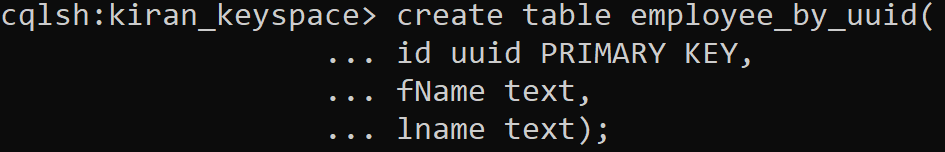 cqlsh:kiran_keyspace> create table employee_by_uuid(
... id uuid PRIMARY KEY,
... fName text,
... lname text);